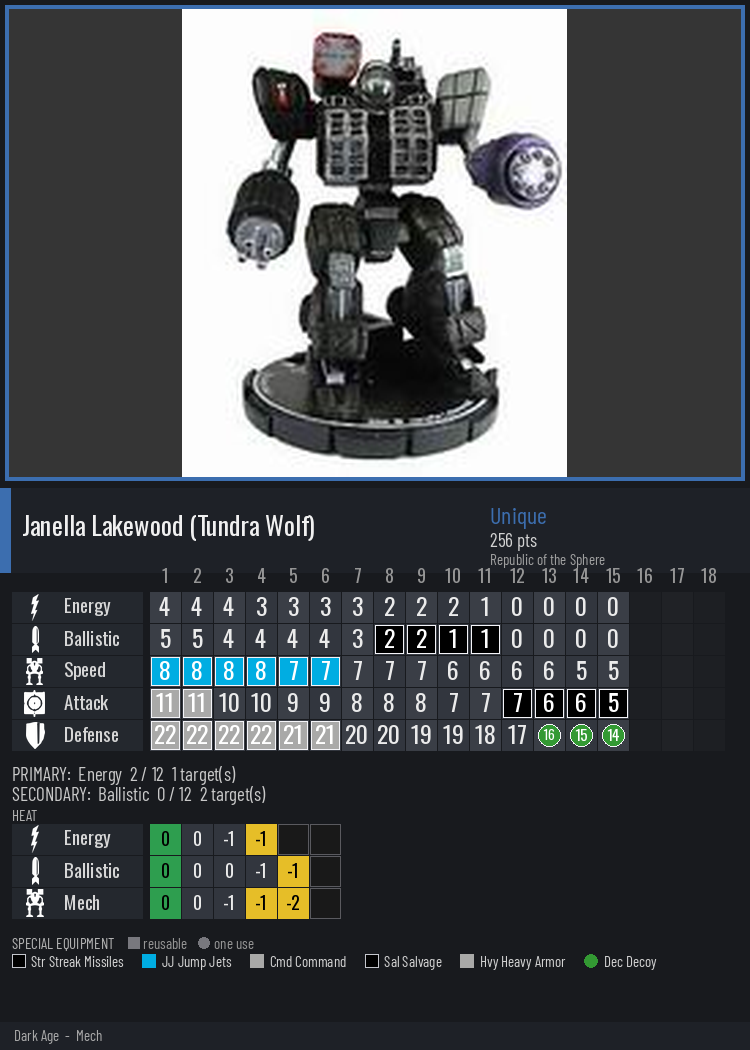 Janella Lakewood (Tundra Wolf)
Unique
256 pts
Republic of the Sphere
1 2 3 4 5 6 7 8 9 10 11 12 13 14 15 16 17 18
Energy 4 4 4 3 3 3 3 2 2 2 1 0 0 0 0
Ballistic 5 5 4 4 4 4 3 2 2 1 1 0 0 0 0
Speed 8 8 8 8 7 7 7 7 7 6 6 6 6 5 5
Attack 11 11 10 10 9 9 8 8 8 7 7 7 6 6 5
Defense 22 22 22 22 21 21 20 20 19 19 18 17 16 15 14
PRIMARY: Energy 2 / 12 1 target(s)
SECONDARY: Ballistic 0 / 12 2 target(s)
HEAT
Energy 0 0 -1 -1
Ballistic 0 0 0 -1 -1
Mech 0 0 -1 -1 -2
SPECIAL EQUIPMENT reusable one use
Str Streak Missiles JJ Jump Jets Cmd Command Sal Salvage Hvy Heavy Armor Dec Decoy
Dark Age - Mech